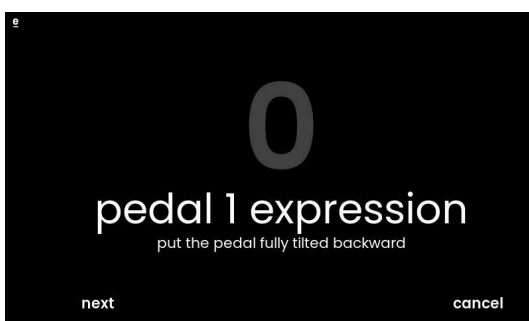 e
0
pedal 1 expression
put the pedal fully tilted backward
next cancel